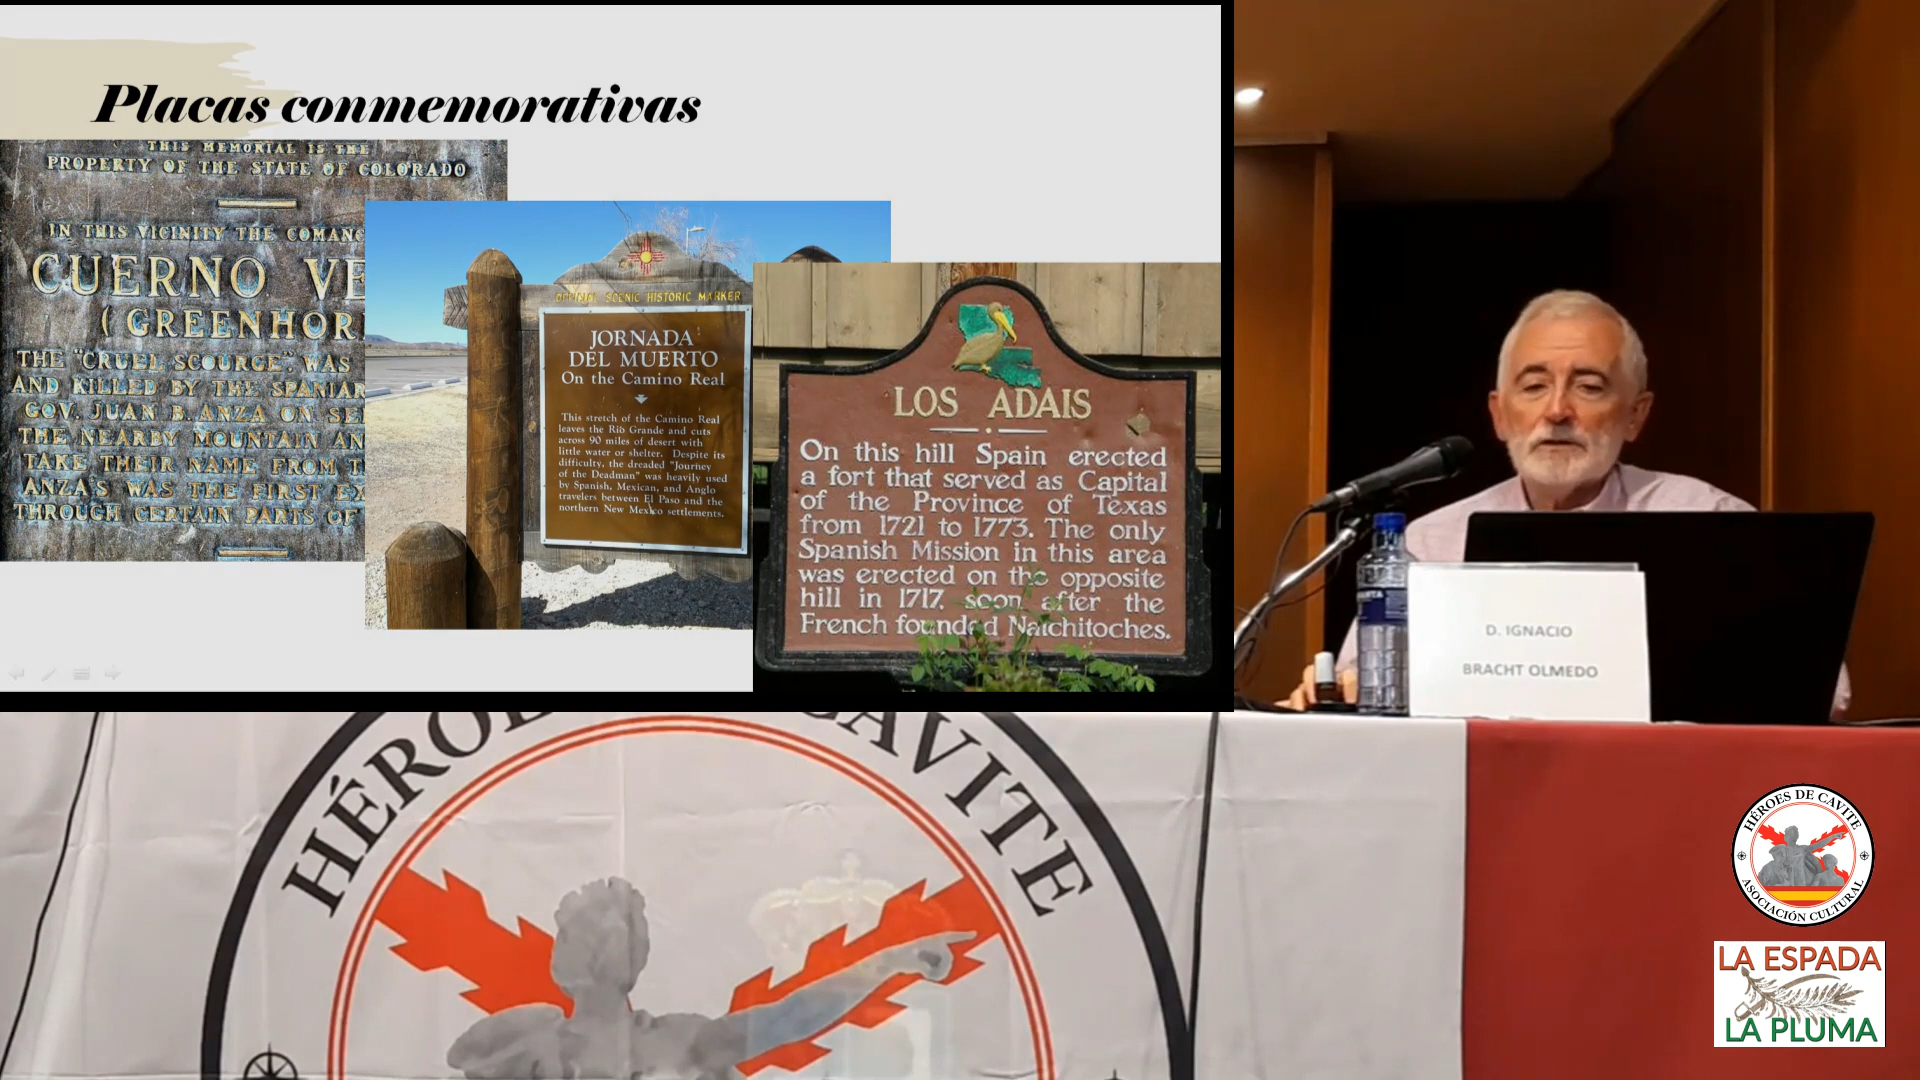 Placas conmemorativas
THIS MEMORIAL IS THE
PROPERTY OF THE STATE OF COLORADO
IN THIS VICINITY THE
CUERNO
(
THE "CRUEL SCOURGE". WAS
AND KILLED BY THE
GOV. JUAN B. ANZA ON
THE NEARBY MOUNTAIN
TAKE THEIR NAME FROM
ANZA'S WAS THE FIRST
THROUGH CERTAIN PARTS OF
OFFICIAL SCENIC HISTORIC MARKER
JORNADA
DEL MUERTO
On the Camino Real
This stretch of the Camino Real
leaves the Rio Grande and cuts
across 90 miles of desert with
little water or shelter. Despite its
difficulty, the dreaded "Journey
of the Deadman" was heavily used
by Spanish, Mexican, and Anglo
travelers between El Paso and the
northern New Mexico settlements.
LOS ADAIS
On this hill Spain erected
a fort that served as Capital
of the Province of Texas
from 1721 to 1773. The only
Spanish Mission in this area
was erected on the opposite
hill in 1717, soon after the
French founded Natchitoches.
D. IGNACIO
BRACHT OLMEDO
CAVITE
HÉROES DE CAVITE
ASOCIACIÓN CULTURAL
LA ESPADA
LA PLUMA